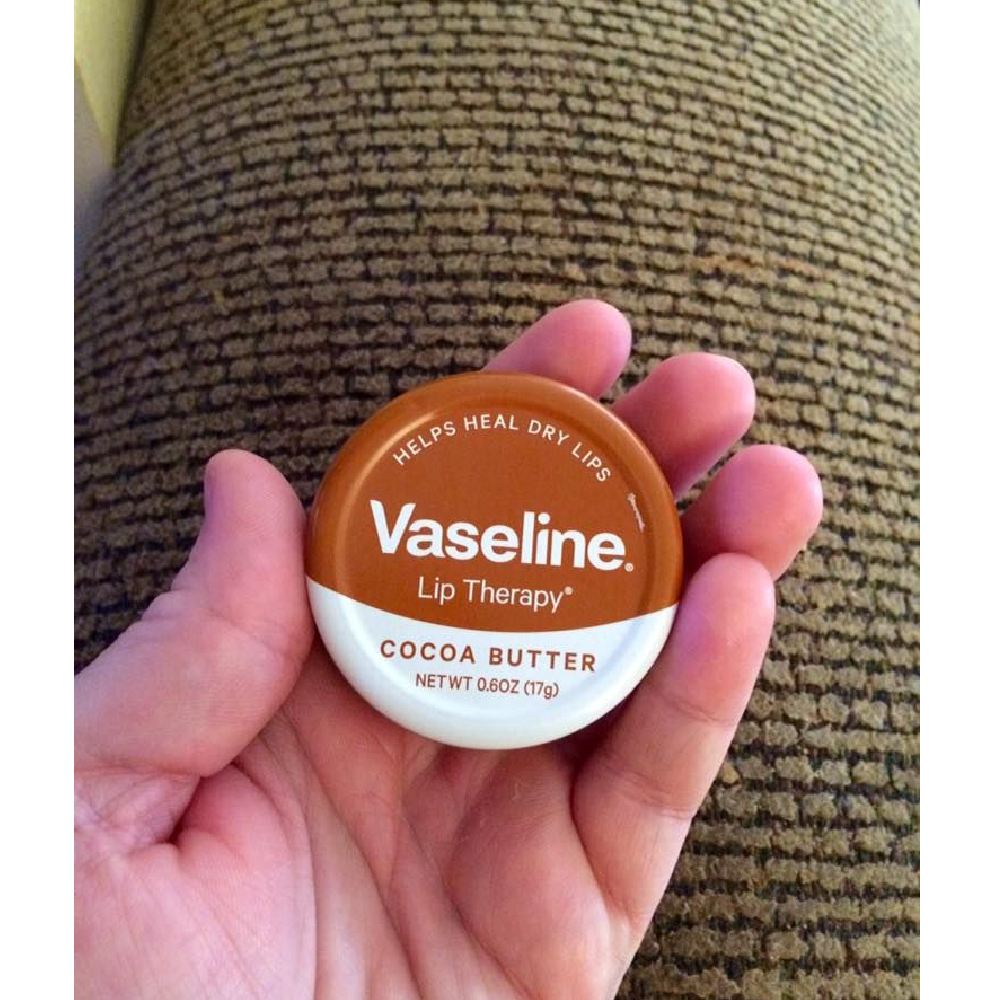 HELPS HEAL DRY LIPS
Vaseline®
Lip Therapy®
COCOA BUTTER
NET WT 0.6OZ (17g)